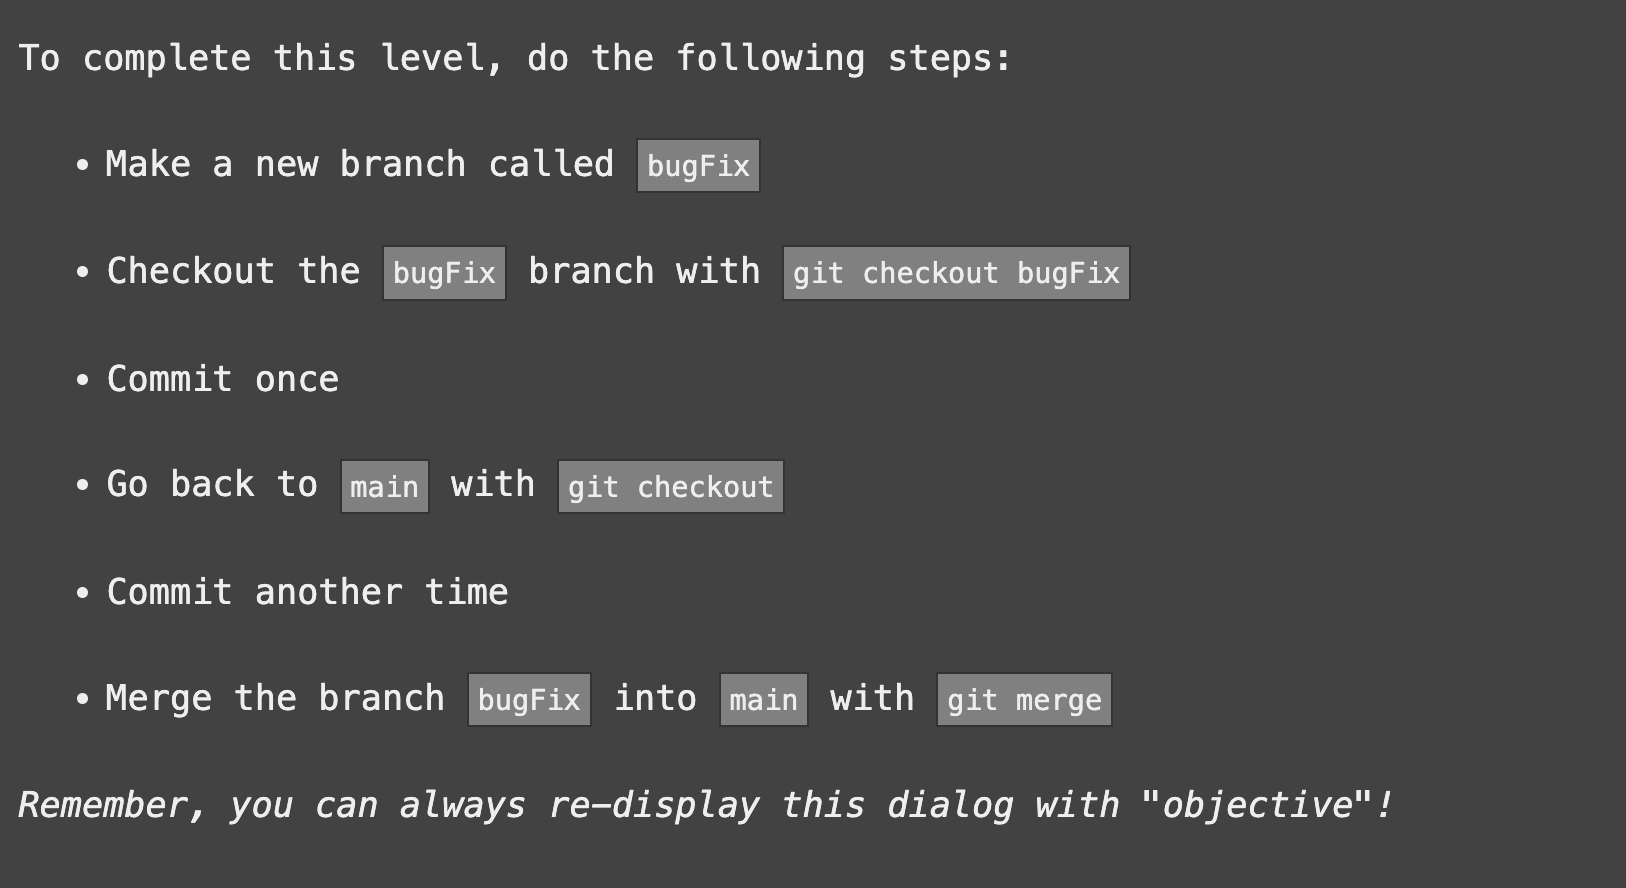 To complete this level, do the following steps:
• Make a new branch called bugFix
• Checkout the bugFix branch with git checkout bugFix
• Commit once
• Go back to main with git checkout
• Commit another time
• Merge the branch bugFix into main with git merge
Remember, you can always re-display this dialog with "objective"!